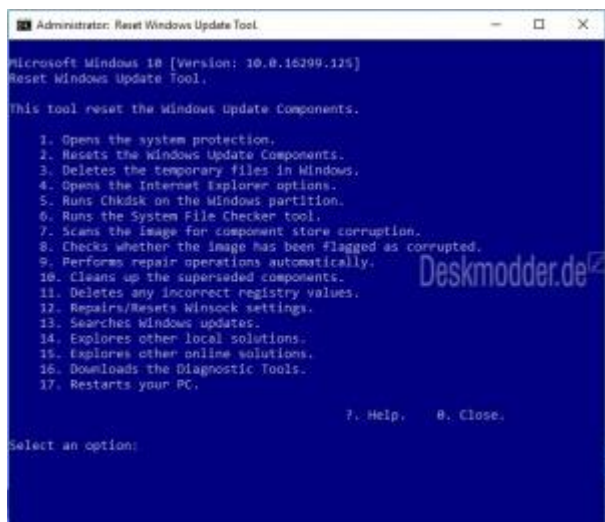 Administrator: Reset Windows Update Tool.
Microsoft Windows 10 [Version: 10.0.16299.125]
Reset Windows Update Tool.
This tool reset the Windows Update Components.
1. Opens the system protection.
2. Resets the Windows Update Components.
3. Deletes the temporary files in Windows.
4. Opens the Internet Explorer options.
5. Runs Chkdsk on the Windows partition.
6. Runs the System File Checker tool.
7. Scans the image for component store corruption.
8. Checks whether the image has been flagged as corrupted.
9. Performs repair operations automatically.
10. Cleans up the superseded components.
11. Deletes any incorrect registry values.
12. Repairs/Resets Winsock settings.
13. Searches Windows updates.
14. Explores other local solutions.
15. Explores other online solutions.
16. Downloads the Diagnostic Tools.
17. Restarts your PC.
?. Help. 0. Close.
Select an option:
Deskmodder.de